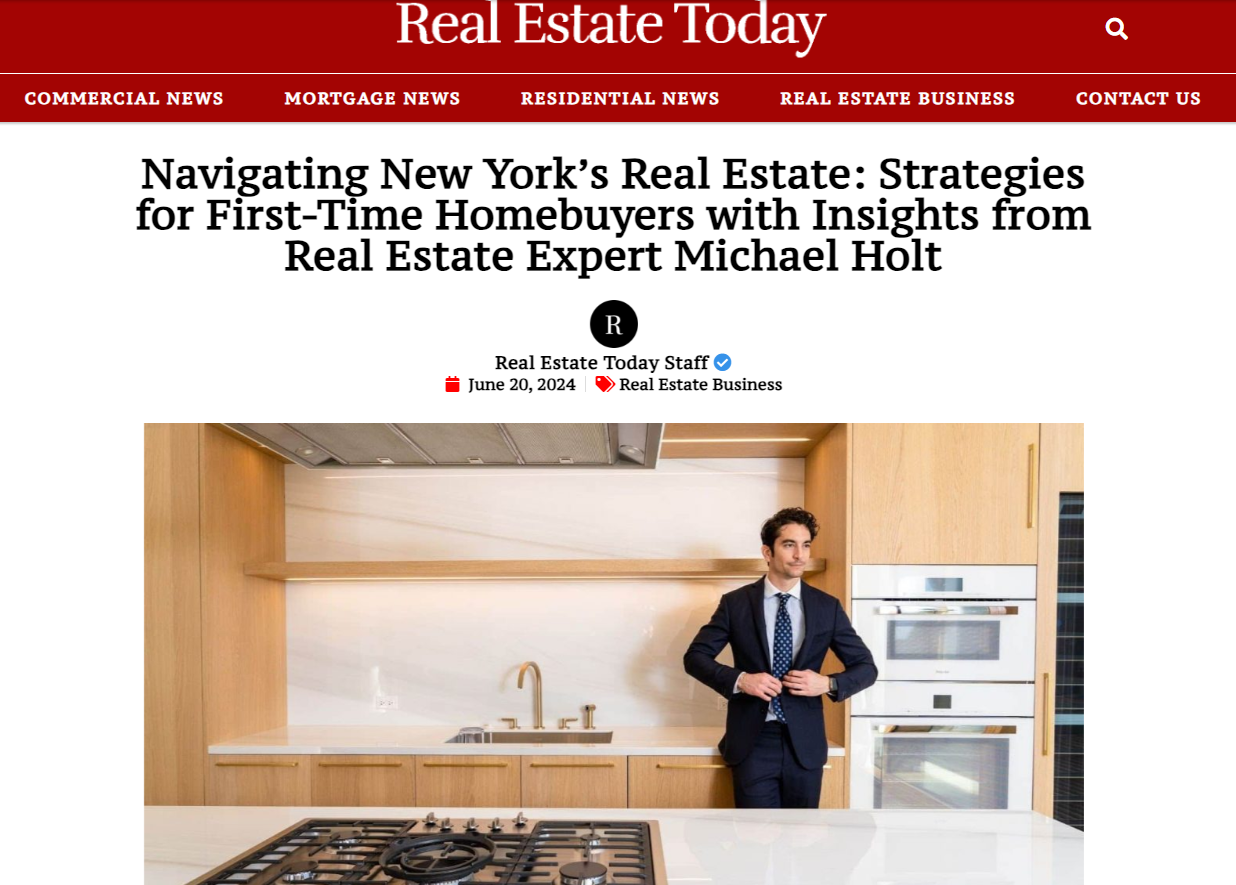 Real Estate Today
COMMERCIAL NEWS
MORTGAGE NEWS
RESIDENTIAL NEWS
REAL ESTATE BUSINESS
CONTACT US
Navigating New York’s Real Estate: Strategies
for First-Time Homebuyers with Insights from
Real Estate Expert Michael Holt
R
Real Estate Today Staff
June 20, 2024
Real Estate Business